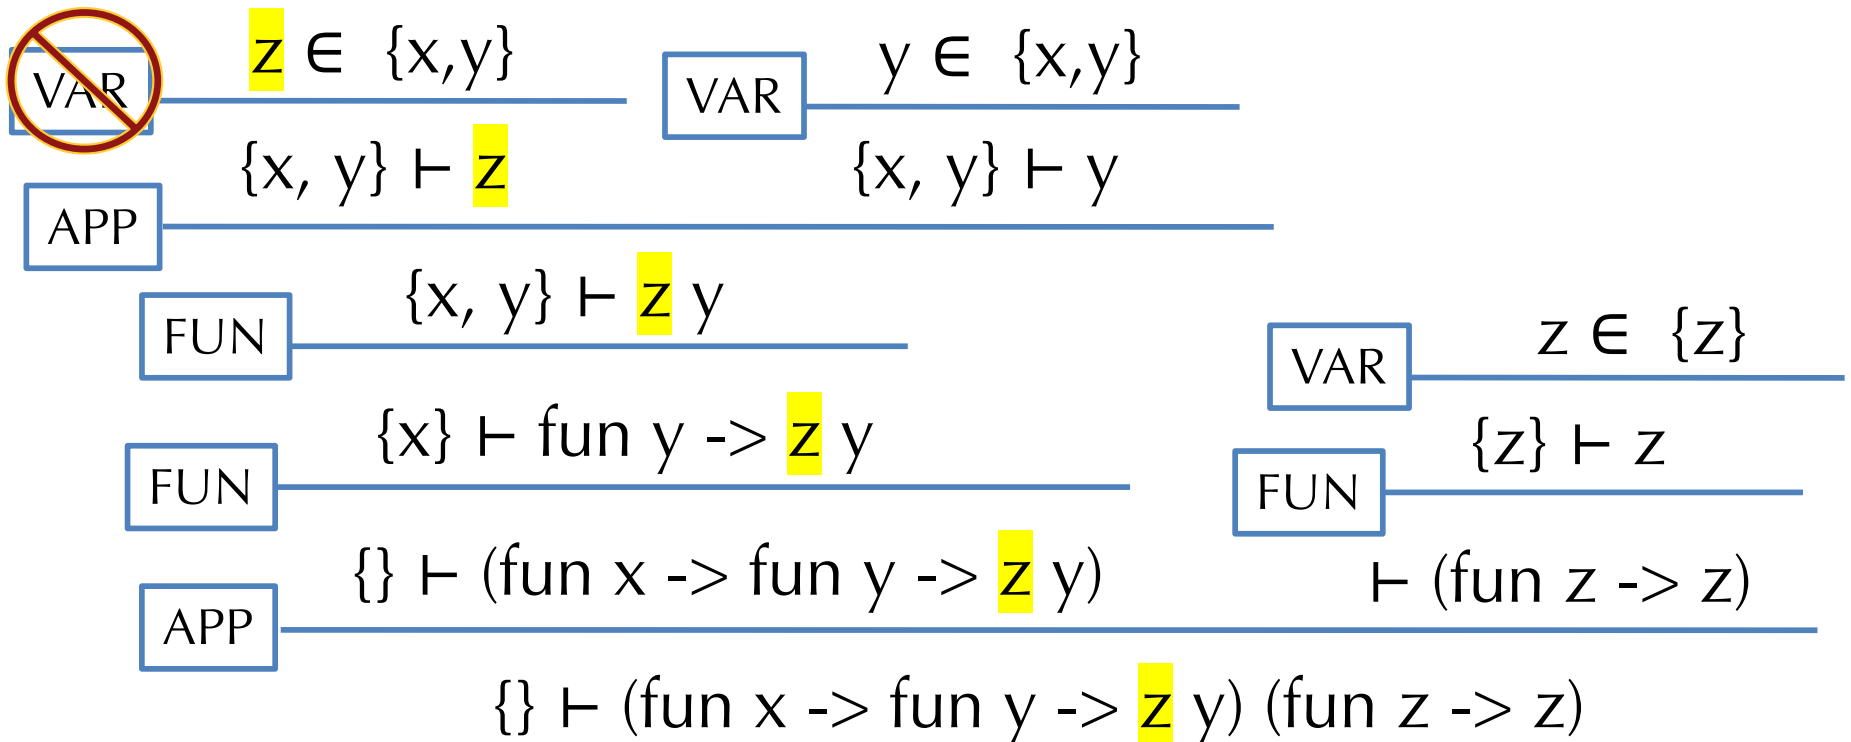 VAR z ∈ {x,y} VAR y ∈ {x,y}
{x, y} ⊢ z {x, y} ⊢ y
APP
{x, y} ⊢ z y
FUN VAR z ∈ {z}
{x} ⊢ fun y -> z y {z} ⊢ z
FUN FUN
{} ⊢ (fun x -> fun y -> z y) ⊢ (fun z -> z)
APP
{} ⊢ (fun x -> fun y -> z y) (fun z -> z)